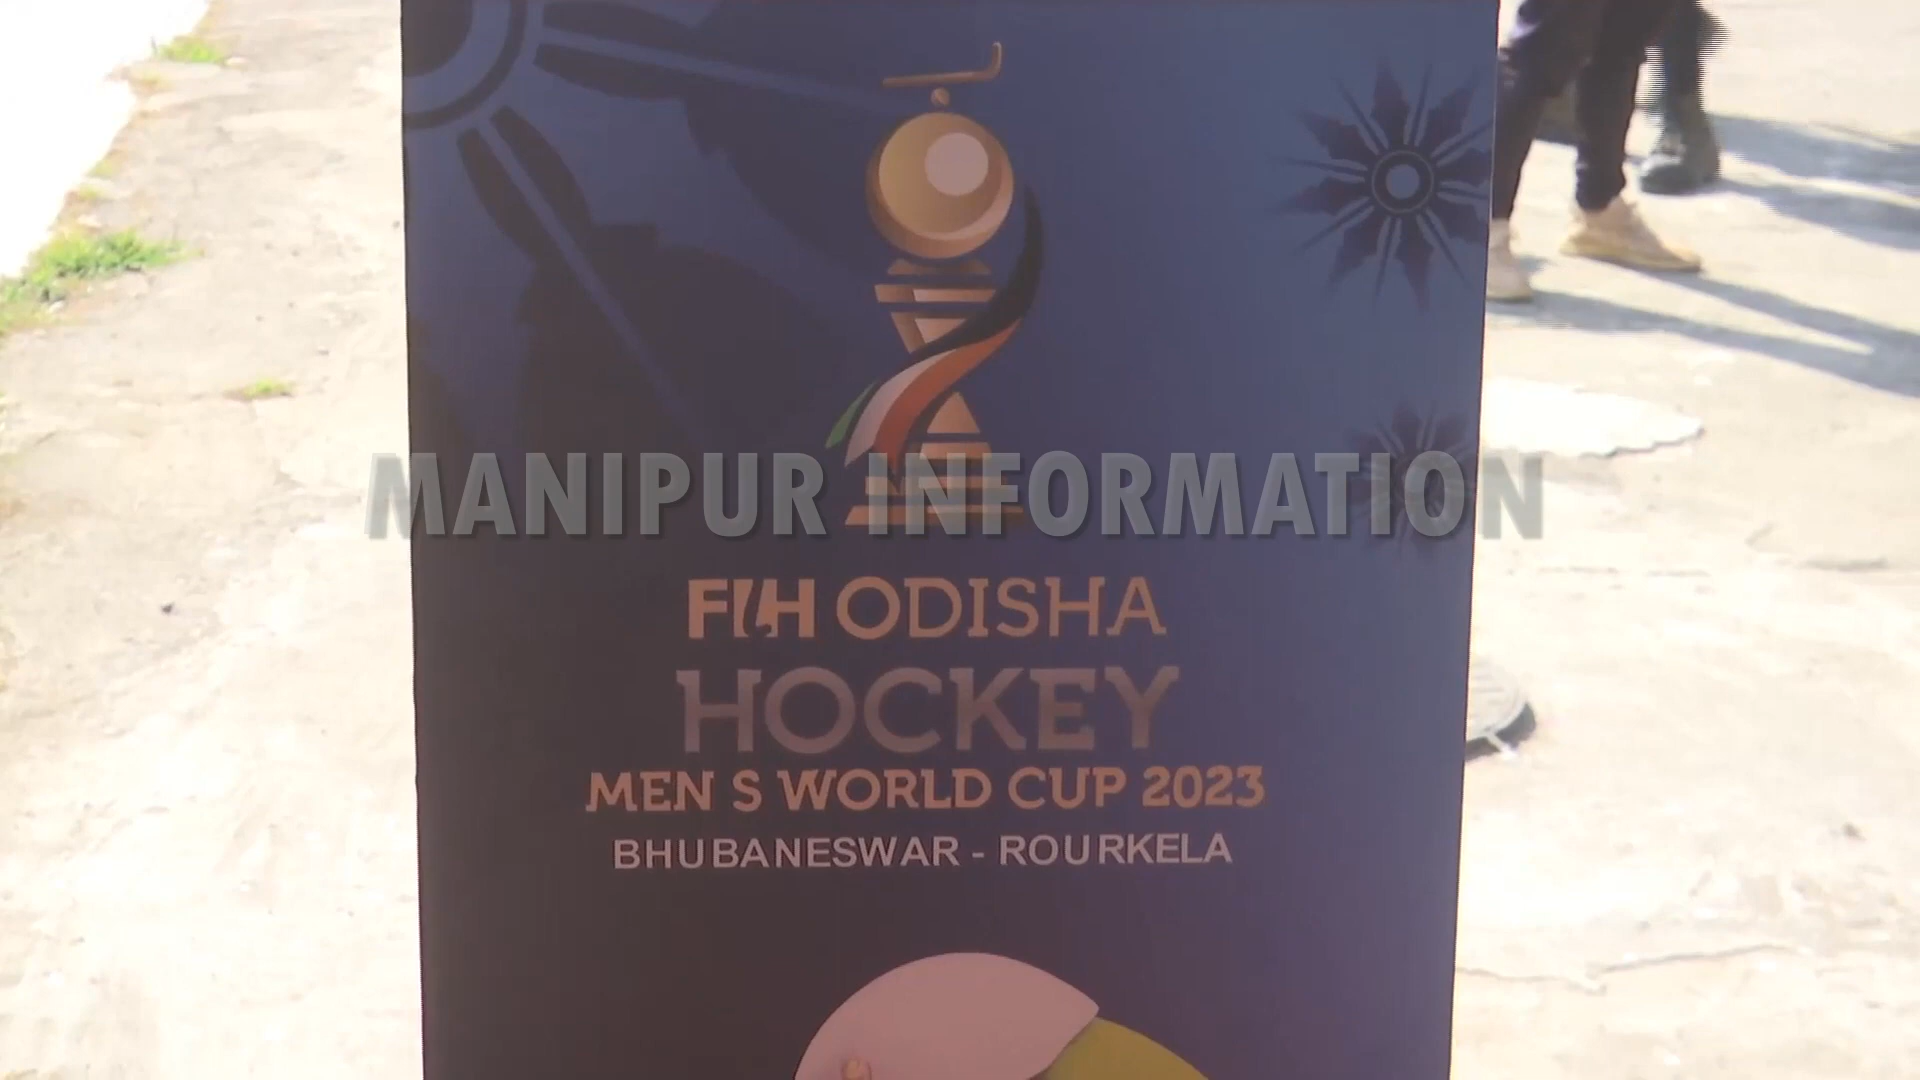 MANIPUR INFORMATION
FIH ODISHA
HOCKEY
MEN S WORLD CUP 2023
BHUBANESWAR - ROURKELA